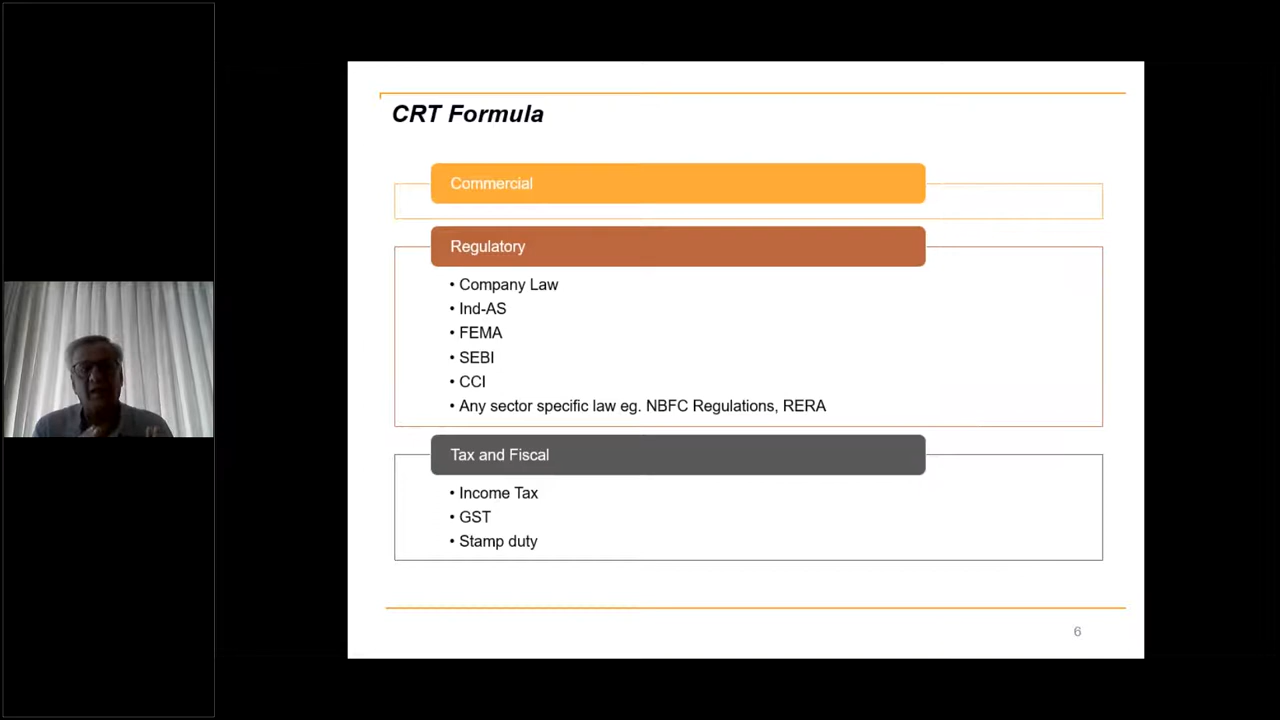 CRT Formula
Commercial
Regulatory
• Company Law
• Ind-AS
• FEMA
• SEBI
• CCI
• Any sector specific law eg. NBFC Regulations, RERA
Tax and Fiscal
• Income Tax
• GST
• Stamp duty
6